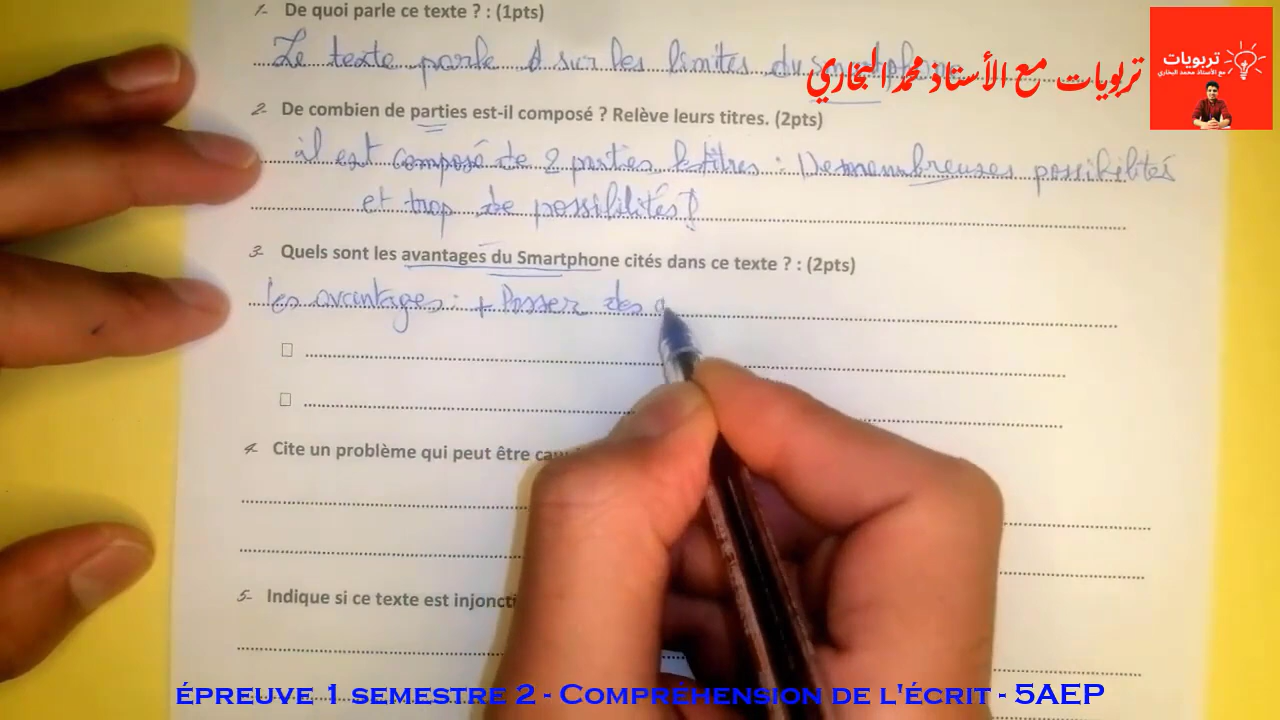 1- De quoi parle ce texte ? : (1pts)
Le texte parle sur les limites du
تربويات مع الأستاذ محمد البخاري
تربويات
مع الأستاذ محمد البخاري
2- De combien de parties est-il composé ? Relève leurs titres. (2pts)
il est composé de 2 parties les titres : De nombreuses possibilités
et trop de possibilités !
3- Quels sont les avantages du Smartphone cités dans ce texte ? : (2pts)
les avantages : + Passer des
4- Cite un problème qui peut être
5- Indique si ce texte est
épreuve 1 semestre 2 - Compréhension de l'écrit - 5AEP